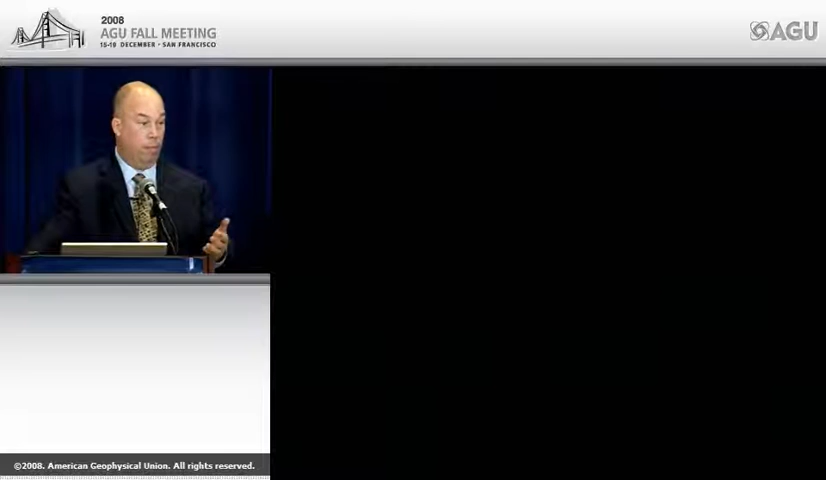 2008
AGU FALL MEETING
15-19 DECEMBER • SAN FRANCISCO
AGU
©2008. American Geophysical Union. All rights reserved.